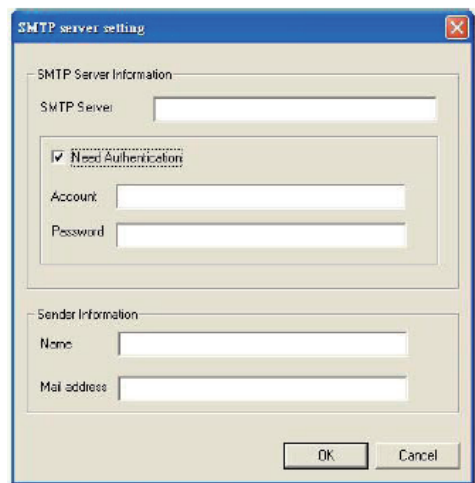 SMTP server setting
SMTP Server Information
SMTP Server
Need Authentication
Account
Password
Sender Information
Name
Mail address
OK
Cancel